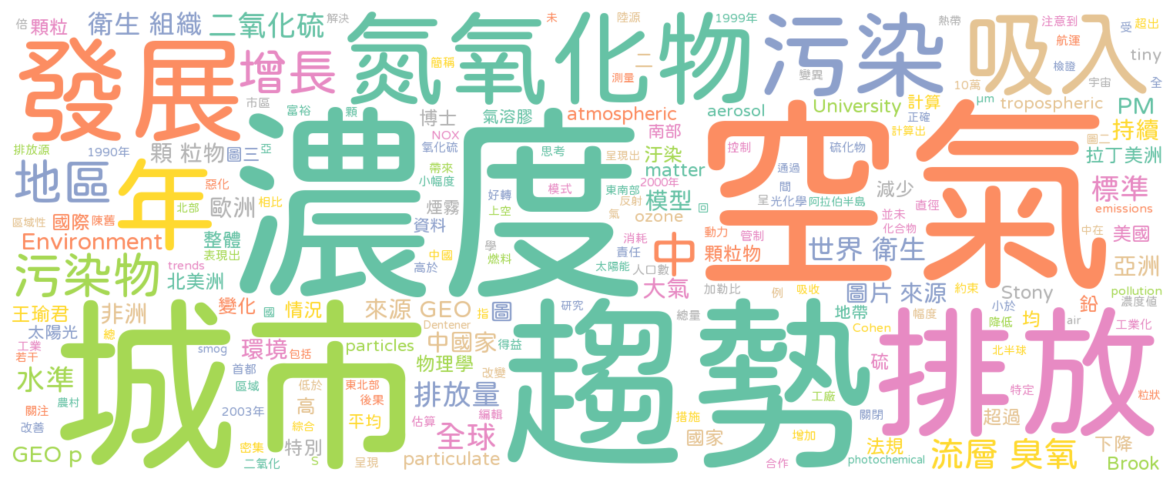 倍 顆粒 衛生 組織 二氧化硫 解決 未 陸源 1999年 熱帶 注意到 受 超出
發展 增長 氮氧化物 簡稱 二 測量 污染 變異 吸入 航運 檢證 宇宙 tiny 全
市區 富裕 顆 博士 氣溶膠 atmospheric aerosol University 計算 10萬 μm tropospheric PM
排放源 1990年 顆 粒物 圖三 亞 NOX 氧化硫 思考 呈現出 南部 汙染 控制 硫化物 正確 計算出 圖二 持續 拉丁美洲
地區 年 惡化 歐洲 帶來 小幅度 濃度 matter 通過 空氣 減少 直徑 標準
區域性 國際 陳舊 北部 相比 煙霧 好轉 模式 東南部 2000年 反射 模型 間 呈 光化學 阿拉伯半島 並未 化合物 emissions
Environment 整體 表現出 資料 上空 氨 ozone 回 動力 美國
污染物 trends 北美洲 中國 高於 學 燃料 消耗 責任 太陽能 中 管制 顆粒物 世界 衛生 中在 亞洲
王瑜君 非洲 變化 國 情況 來源 GEO 指 圖 人口數 大氣 加勒比 例 吸收 圖片 來源 約束 Stony 鉛 pollution 濃度值
太陽光 總 Dentener 研究 總量 地帶 小於
工業 smog 環境 包括 particles 中國家 得益 Cohen 幅度 降低 均 air 工業化
若干 城市 首都 物理學 趨勢 硫 北半球 排放
水準 農村 區域 低於 東北部 後果 排放量 改變 工廠 特定 粒狀
關注 改善 2003年 綜合 高 平均 估算 編輯 措施 關閉 超過
GEO p 密集 二氧化 特別 S 呈現 全球 particulate 國家 增加 合作 法規 photochemical 流層 臭氧 下降 Brook